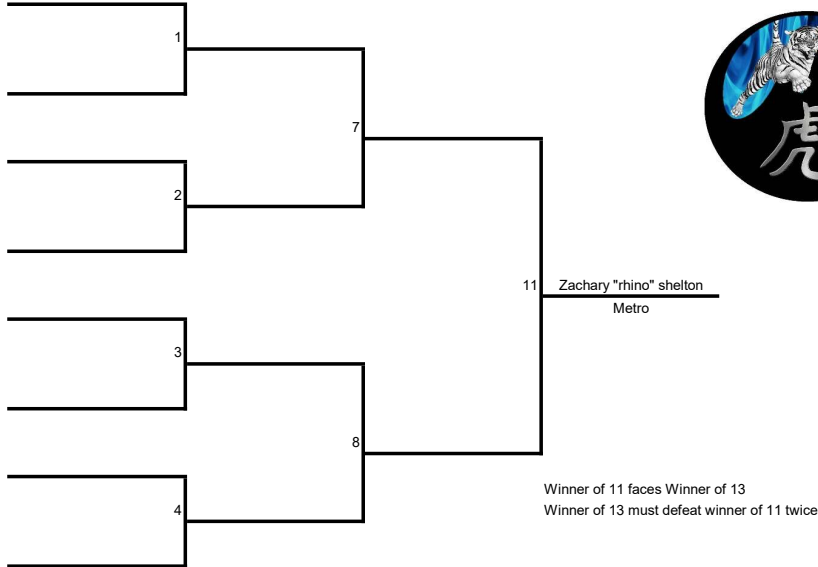 1
7
2
11 Zachary "rhino" shelton
Metro
3
8
Winner of 11 faces Winner of 13
4 Winner of 13 must defeat winner of 11 twice
虎